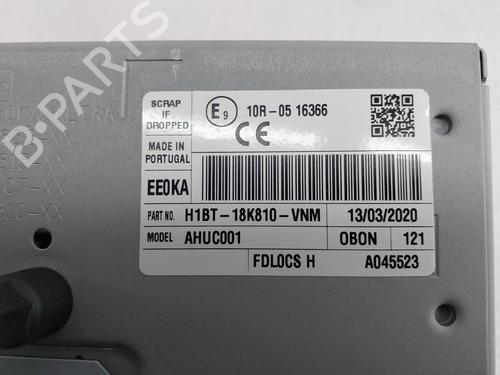 SCRAP
IF
DROPPED
E9
10R-05 16366
CE
MADE IN
PORTUGAL
EE0KA
PART NO. H1BT-18K810-VNM 13/03/2020
MODEL AHUC001 OBON 121
FDLOCS H A045523
B-PARTS